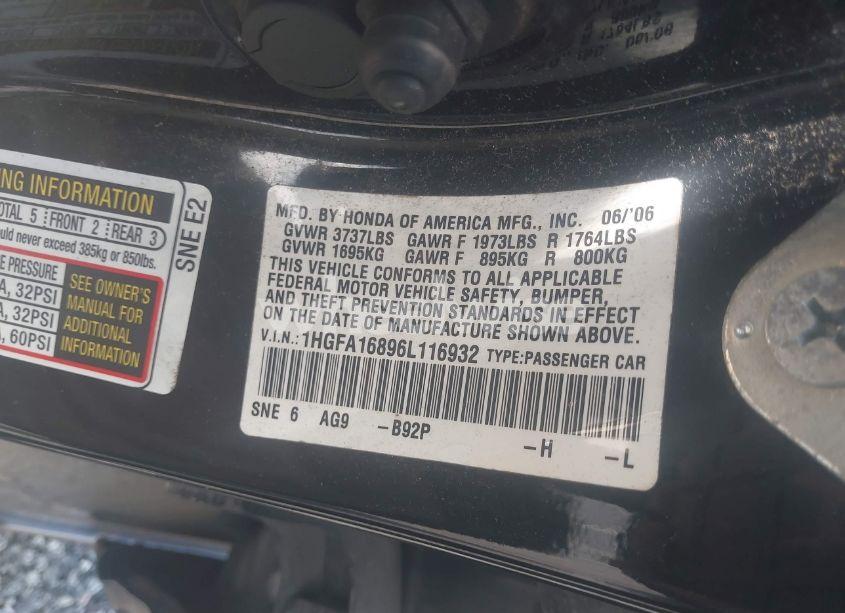 NG INFORMATION
OTAL 5 FRONT 2 REAR 3
ould never exceed 385kg or 850lbs.
E PRESSURE
A, 32PSI
A, 32PSI
A, 60PSI
SEE OWNER'S
MANUAL FOR
ADDITIONAL
INFORMATION
SNE E2
MFD. BY HONDA OF AMERICA MFG., INC. 06/'06
GVWR 3737LBS GAWR F 1973LBS R 1764LBS
GVWR 1695KG GAWR F 895KG R 800KG
THIS VEHICLE CONFORMS TO ALL APPLICABLE
FEDERAL MOTOR VEHICLE SAFETY, BUMPER,
AND THEFT PREVENTION STANDARDS IN EFFECT
ON THE DATE OF MANUFACTURE SHOWN ABOVE.
V.I.N.: 1HGFA16896L116932 TYPE:PASSENGER CAR
SNE 6 AG9 -B92P -H -L